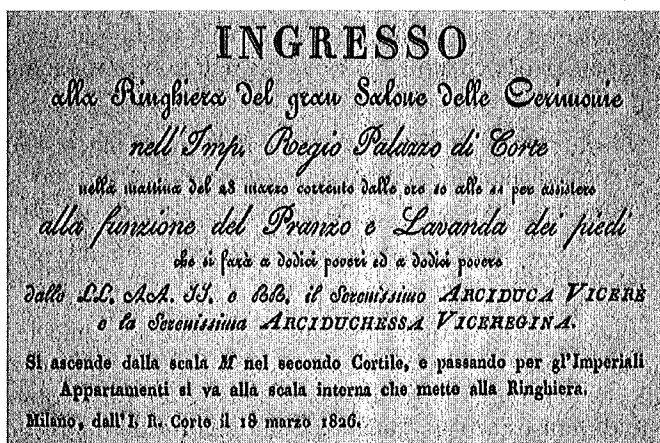 INGRESSO
alla Ringhiera del gran Salone delle Cerimonie
nell'Imp. Regio Palazzo di Corte
nella mattina del 23 marzo corrente dalle ore 10 alle 11 per assistere
alla funzione del Pranzo e Lavanda dei piedi
che si farà a dodici poveri ed a dodici povere
dalle LL. AA. II. e RR. il Serenissimo ARCIDUCA VICERÈ
e la Serenissima ARCIDUCHESSA VICEREGINA.
Si ascende dalla scala M nel secondo Cortile, e passando per gl'Imperiali
Appartamenti si va alla scala interna che mette alla Ringhiera.
Milano, dall'I. R. Corte il 18 marzo 1826.